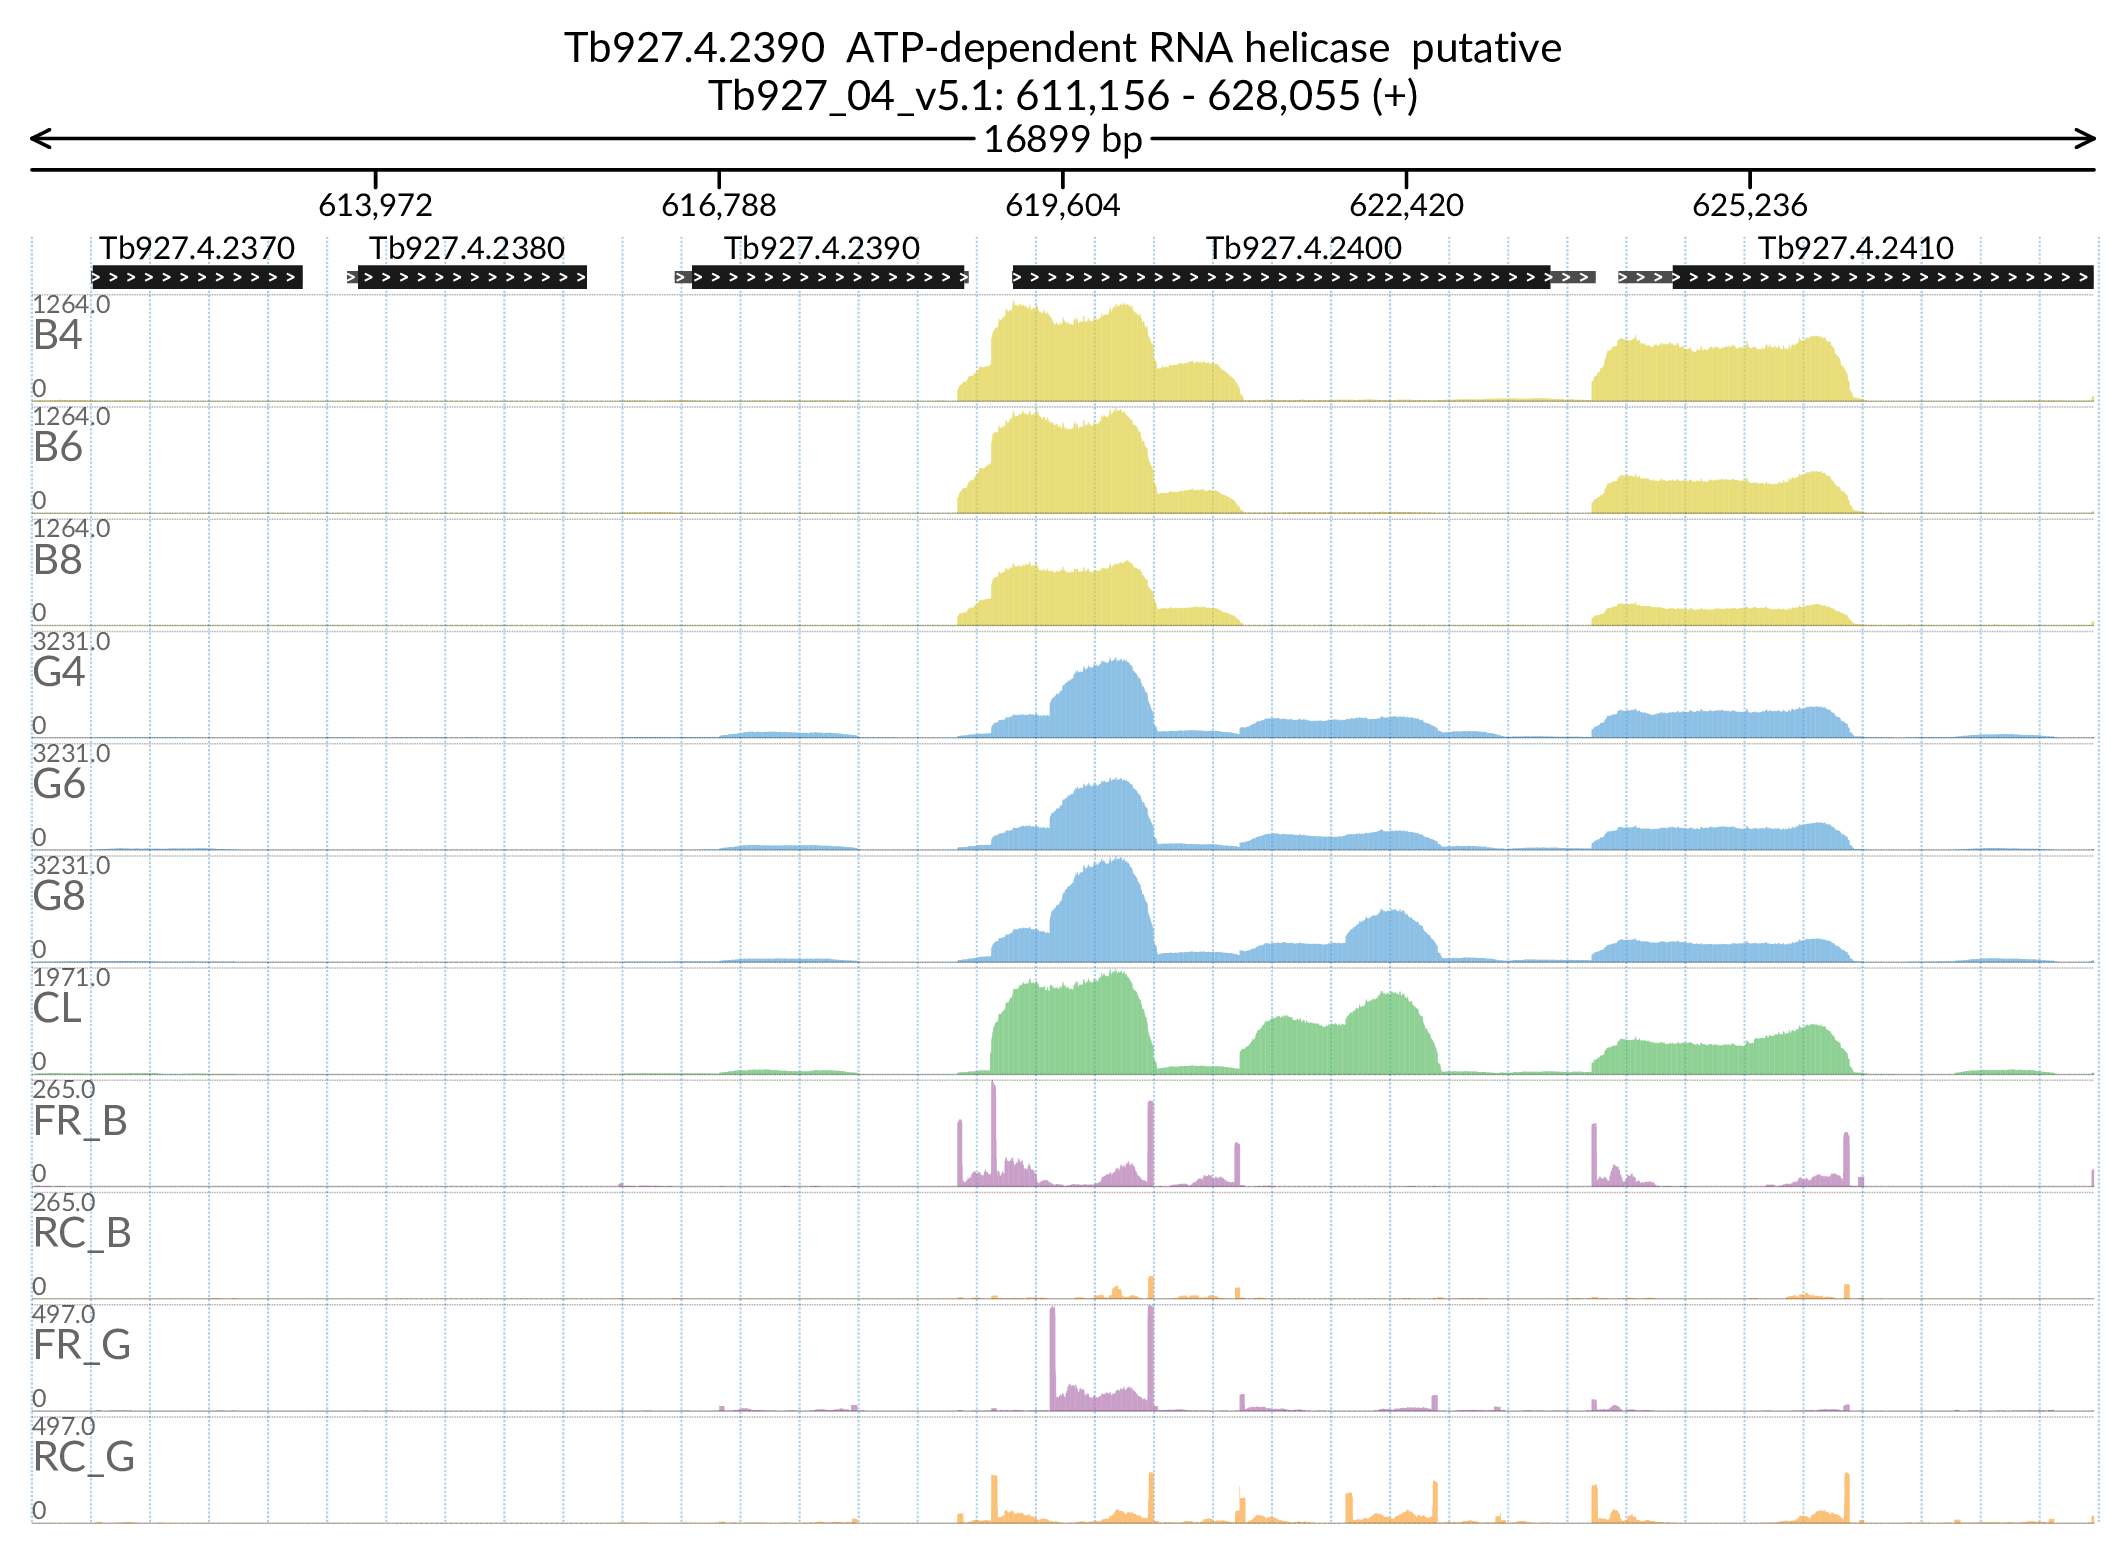 Tb927.4.2390  ATP-dependent RNA helicase  putative
Tb927_04_v5.1: 611,156 - 628,055 (+)
16899 bp
613,972 616,788 619,604 622,420 625,236
Tb927.4.2370 Tb927.4.2380 Tb927.4.2390 Tb927.4.2400 Tb927.4.2410
1264.0
B4
0
1264.0
B6
0
1264.0
B8
0
3231.0
G4
0
3231.0
G6
0
3231.0
G8
0
1971.0
CL
0
265.0
FR_B
0
265.0
RC_B
0
497.0
FR_G
0
497.0
RC_G
0